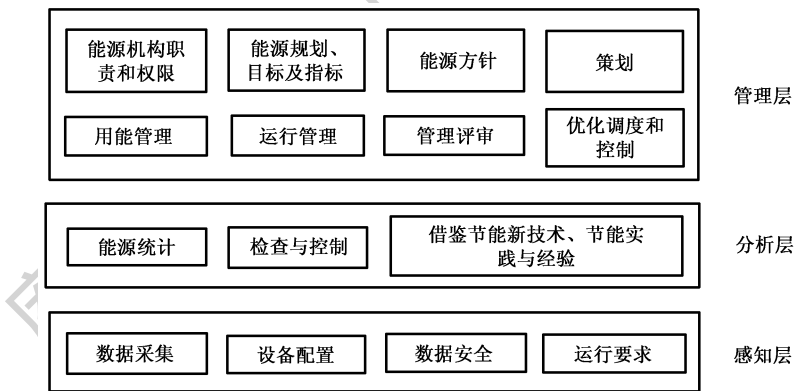 能源机构职
责和权限
能源规划、
目标及指标
能源方针
策划
管理层
用能管理
运行管理
管理评审
优化调度和
控制
能源统计
检查与控制
借鉴节能新技术、节能实
践与经验
分析层
数据采集
设备配置
数据安全
运行要求
感知层